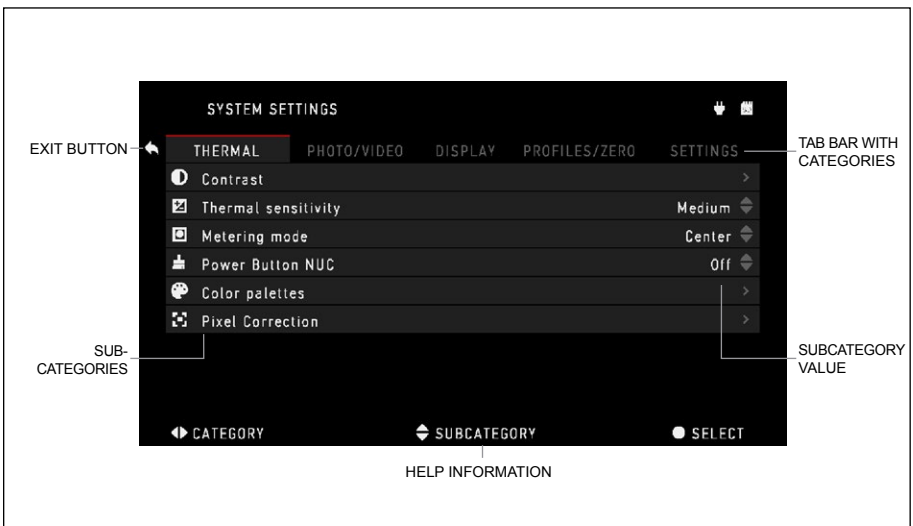 SYSTEM SETTINGS
EXIT BUTTON
THERMAL PHOTO/VIDEO DISPLAY PROFILES/ZERO SETTINGS
TAB BAR WITH
CATEGORIES
Contrast
Thermal sensitivity Medium
Metering mode Center
Power Button NUC Off
Color palettes
Pixel Correction
SUB-
CATEGORIES
SUBCATEGORY
VALUE
CATEGORY SUBCATEGORY SELECT
HELP INFORMATION